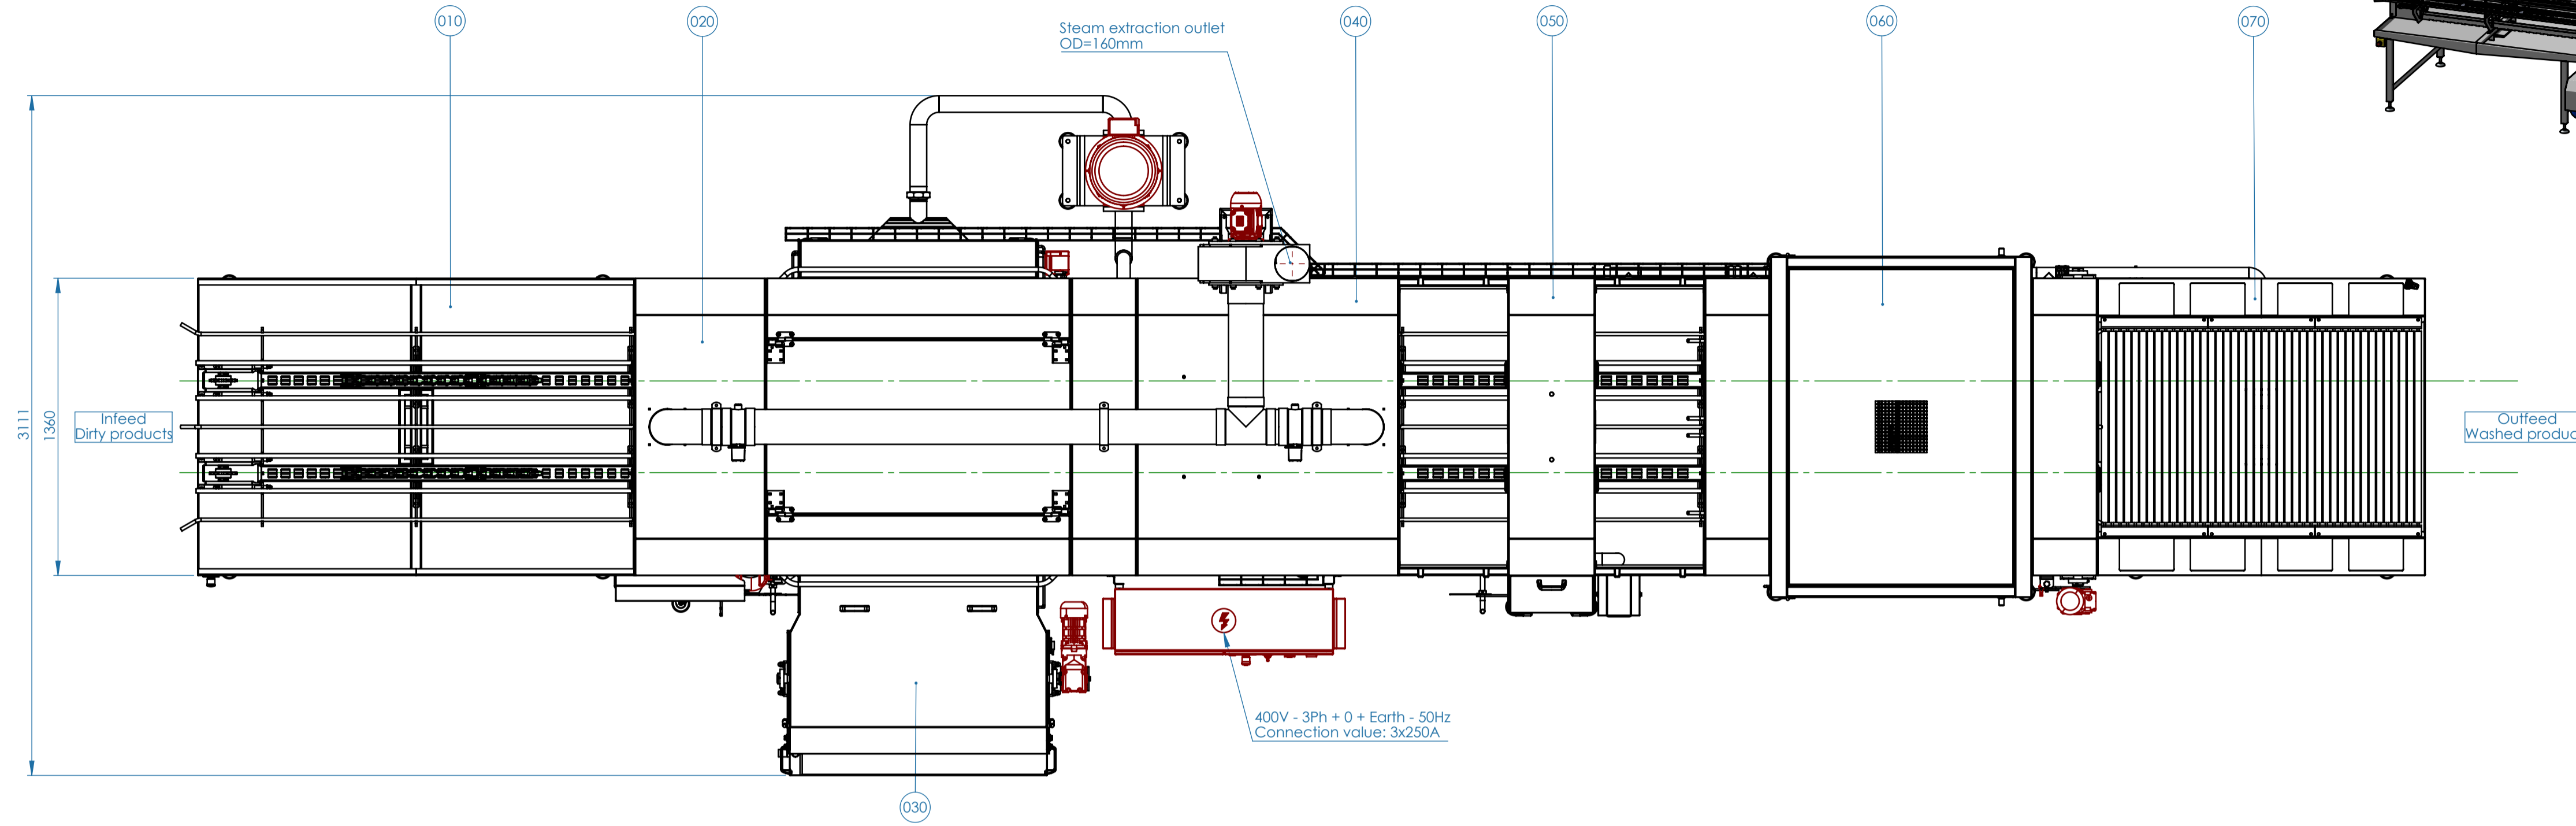 010
020
Steam extraction outlet
OD=160mm
040
050
060
070
3111
1360
Infeed
Dirty products
Outfeed
Washed
400V - 3Ph + 0 + Earth - 50Hz
Connection value: 3x250A
030